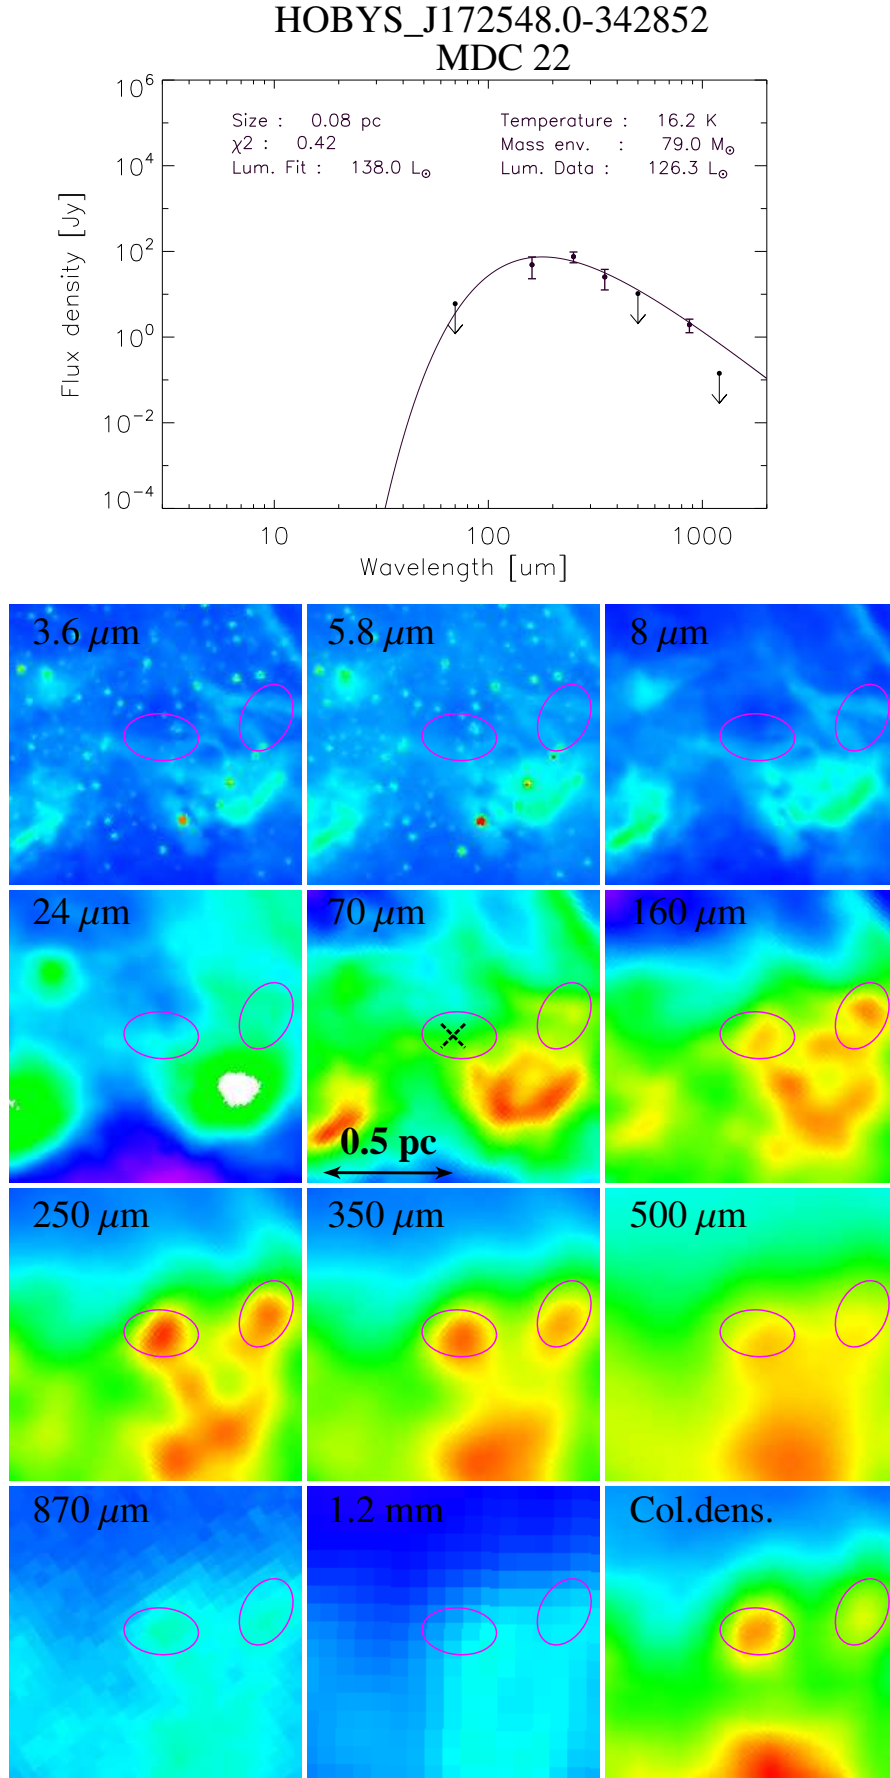 HOBYS_J172548.0-342852
MDC 22
Size : 0.08 pc Temperature : 16.2 K
χ2 : 0.42 Mass env. : 79.0 M⊙
Lum. Fit : 138.0 L⊙ Lum. Data : 126.3 L⊙
10^6
10^4
10^2
10^0
10^-2
10^-4
Flux density [Jy]
10 100 1000
Wavelength [um]
3.6 μm 5.8 μm 8 μm
24 μm 70 μm 160 μm
0.5 pc
250 μm 350 μm 500 μm
870 μm 1.2 mm Col.dens.